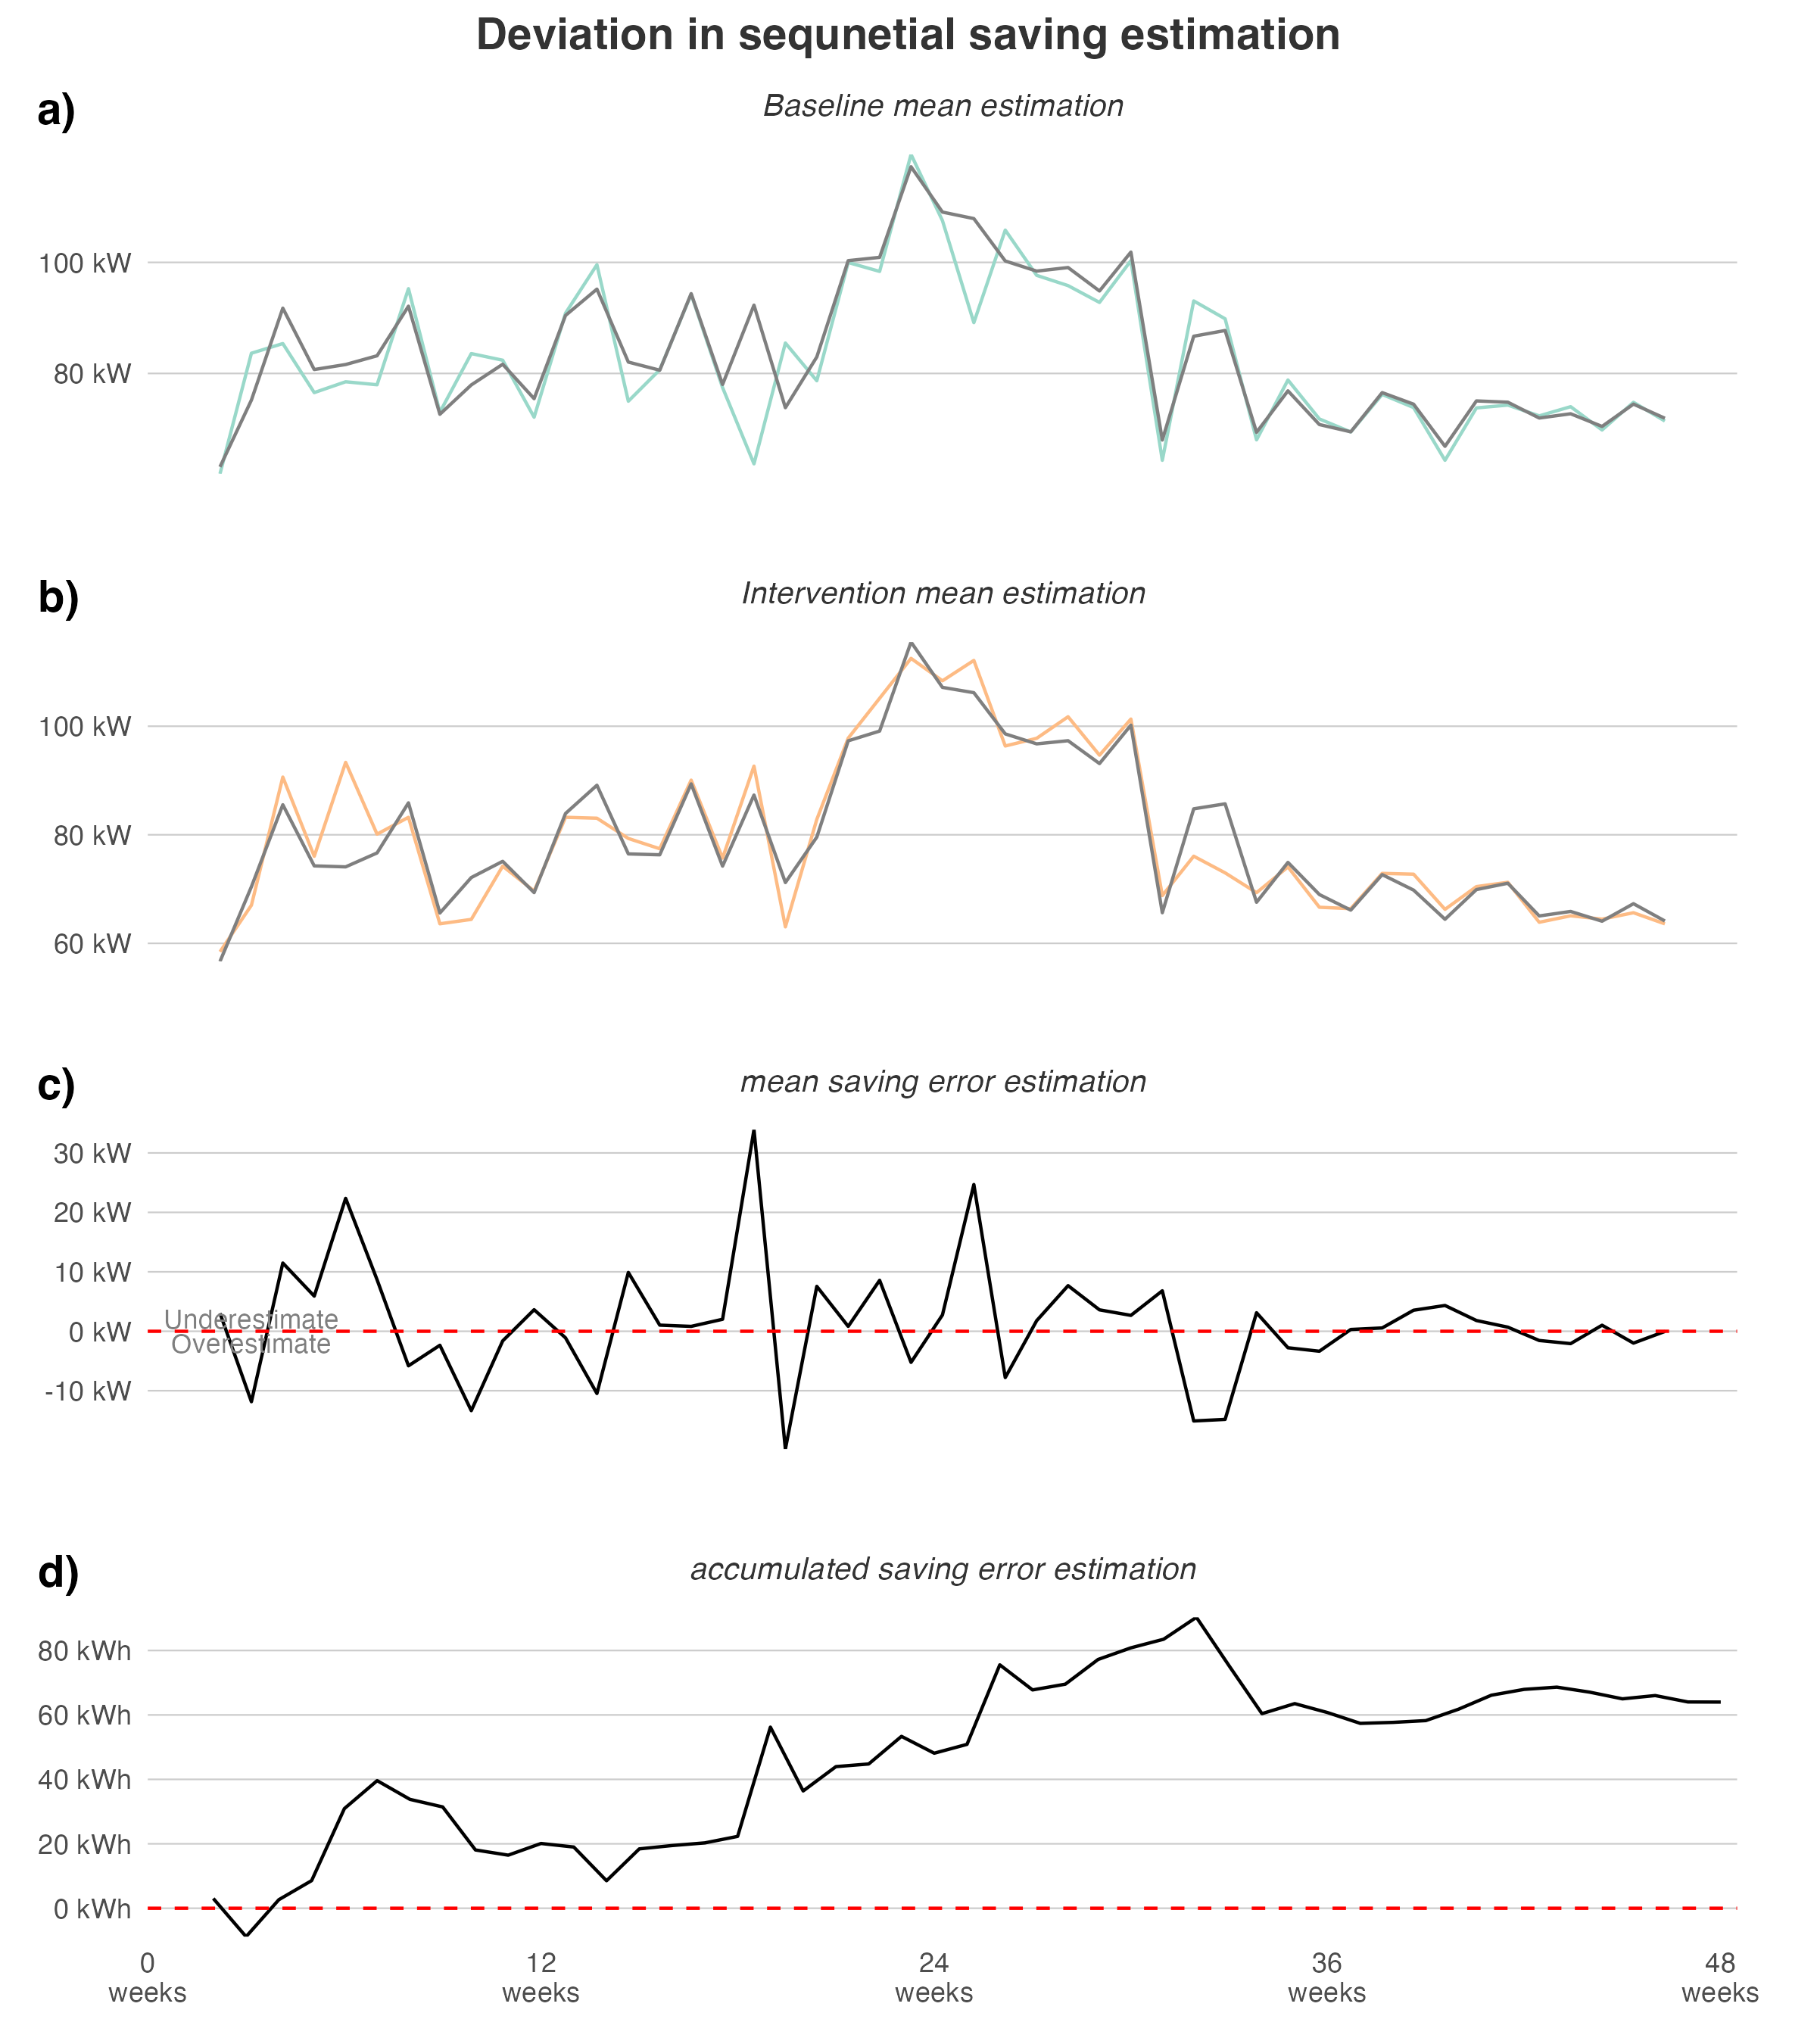 Deviation in sequnetial saving estimation
a)
Baseline mean estimation
100 kW
80 kW
b)
Intervention mean estimation
100 kW
80 kW
60 kW
c)
mean saving error estimation
30 kW
20 kW
10 kW
Underestimate
0 kW
Overestimate
-10 kW
d)
accumulated saving error estimation
80 kWh
60 kWh
40 kWh
20 kWh
0 kWh
0 12 24 36 48
weeks weeks weeks weeks weeks